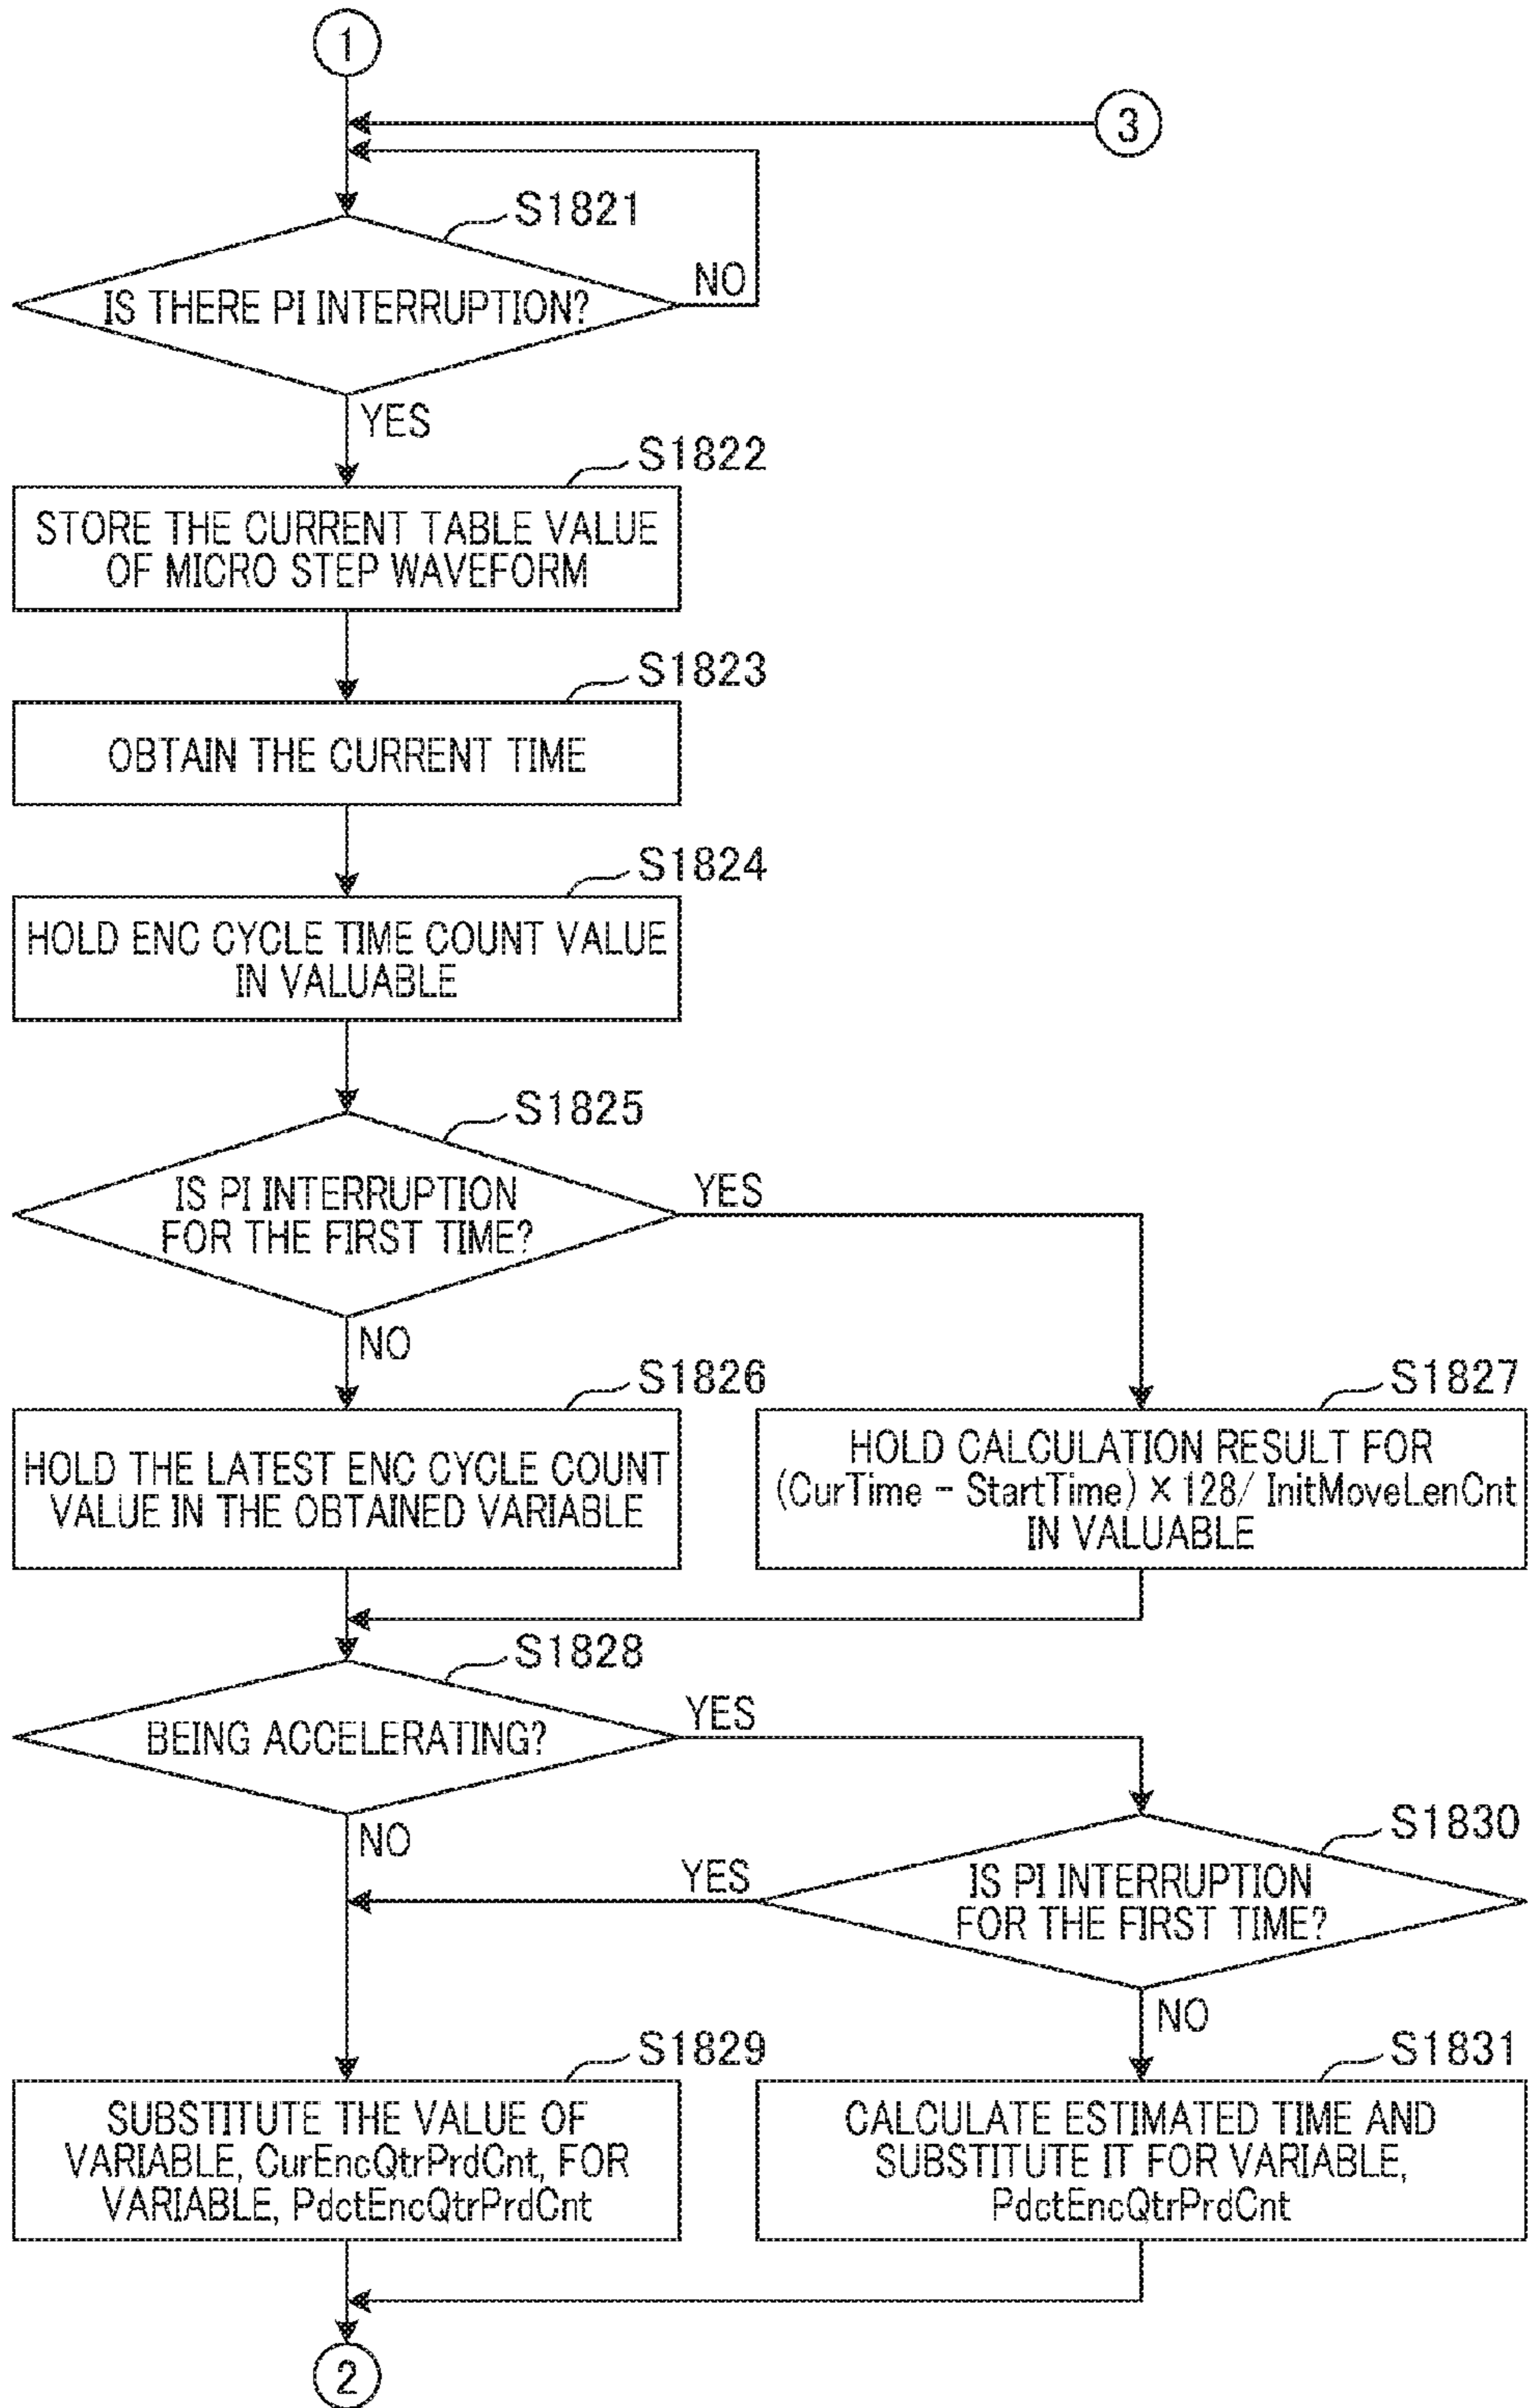 1
3
S1821
IS THERE PI INTERRUPTION?
NO
YES
S1822
STORE THE CURRENT TABLE VALUE
OF MICRO STEP WAVEFORM
S1823
OBTAIN THE CURRENT TIME
S1824
HOLD ENC CYCLE TIME COUNT VALUE
IN VALUABLE
S1825
IS PI INTERRUPTION
FOR THE FIRST TIME?
YES
NO
S1826
HOLD THE LATEST ENC CYCLE COUNT
VALUE IN THE OBTAINED VARIABLE
S1827
HOLD CALCULATION RESULT FOR
(CurTime - StartTime) × 128/ InitMoveLenCnt
IN VALUABLE
S1828
BEING ACCELERATING?
YES
NO
S1830
IS PI INTERRUPTION
FOR THE FIRST TIME?
YES
NO
S1829
SUBSTITUTE THE VALUE OF
VARIABLE, CurEncQtrPrdCnt, FOR
VARIABLE, PdctEncQtrPrdCnt
S1831
CALCULATE ESTIMATED TIME AND
SUBSTITUTE IT FOR VARIABLE,
PdctEncQtrPrdCnt
2